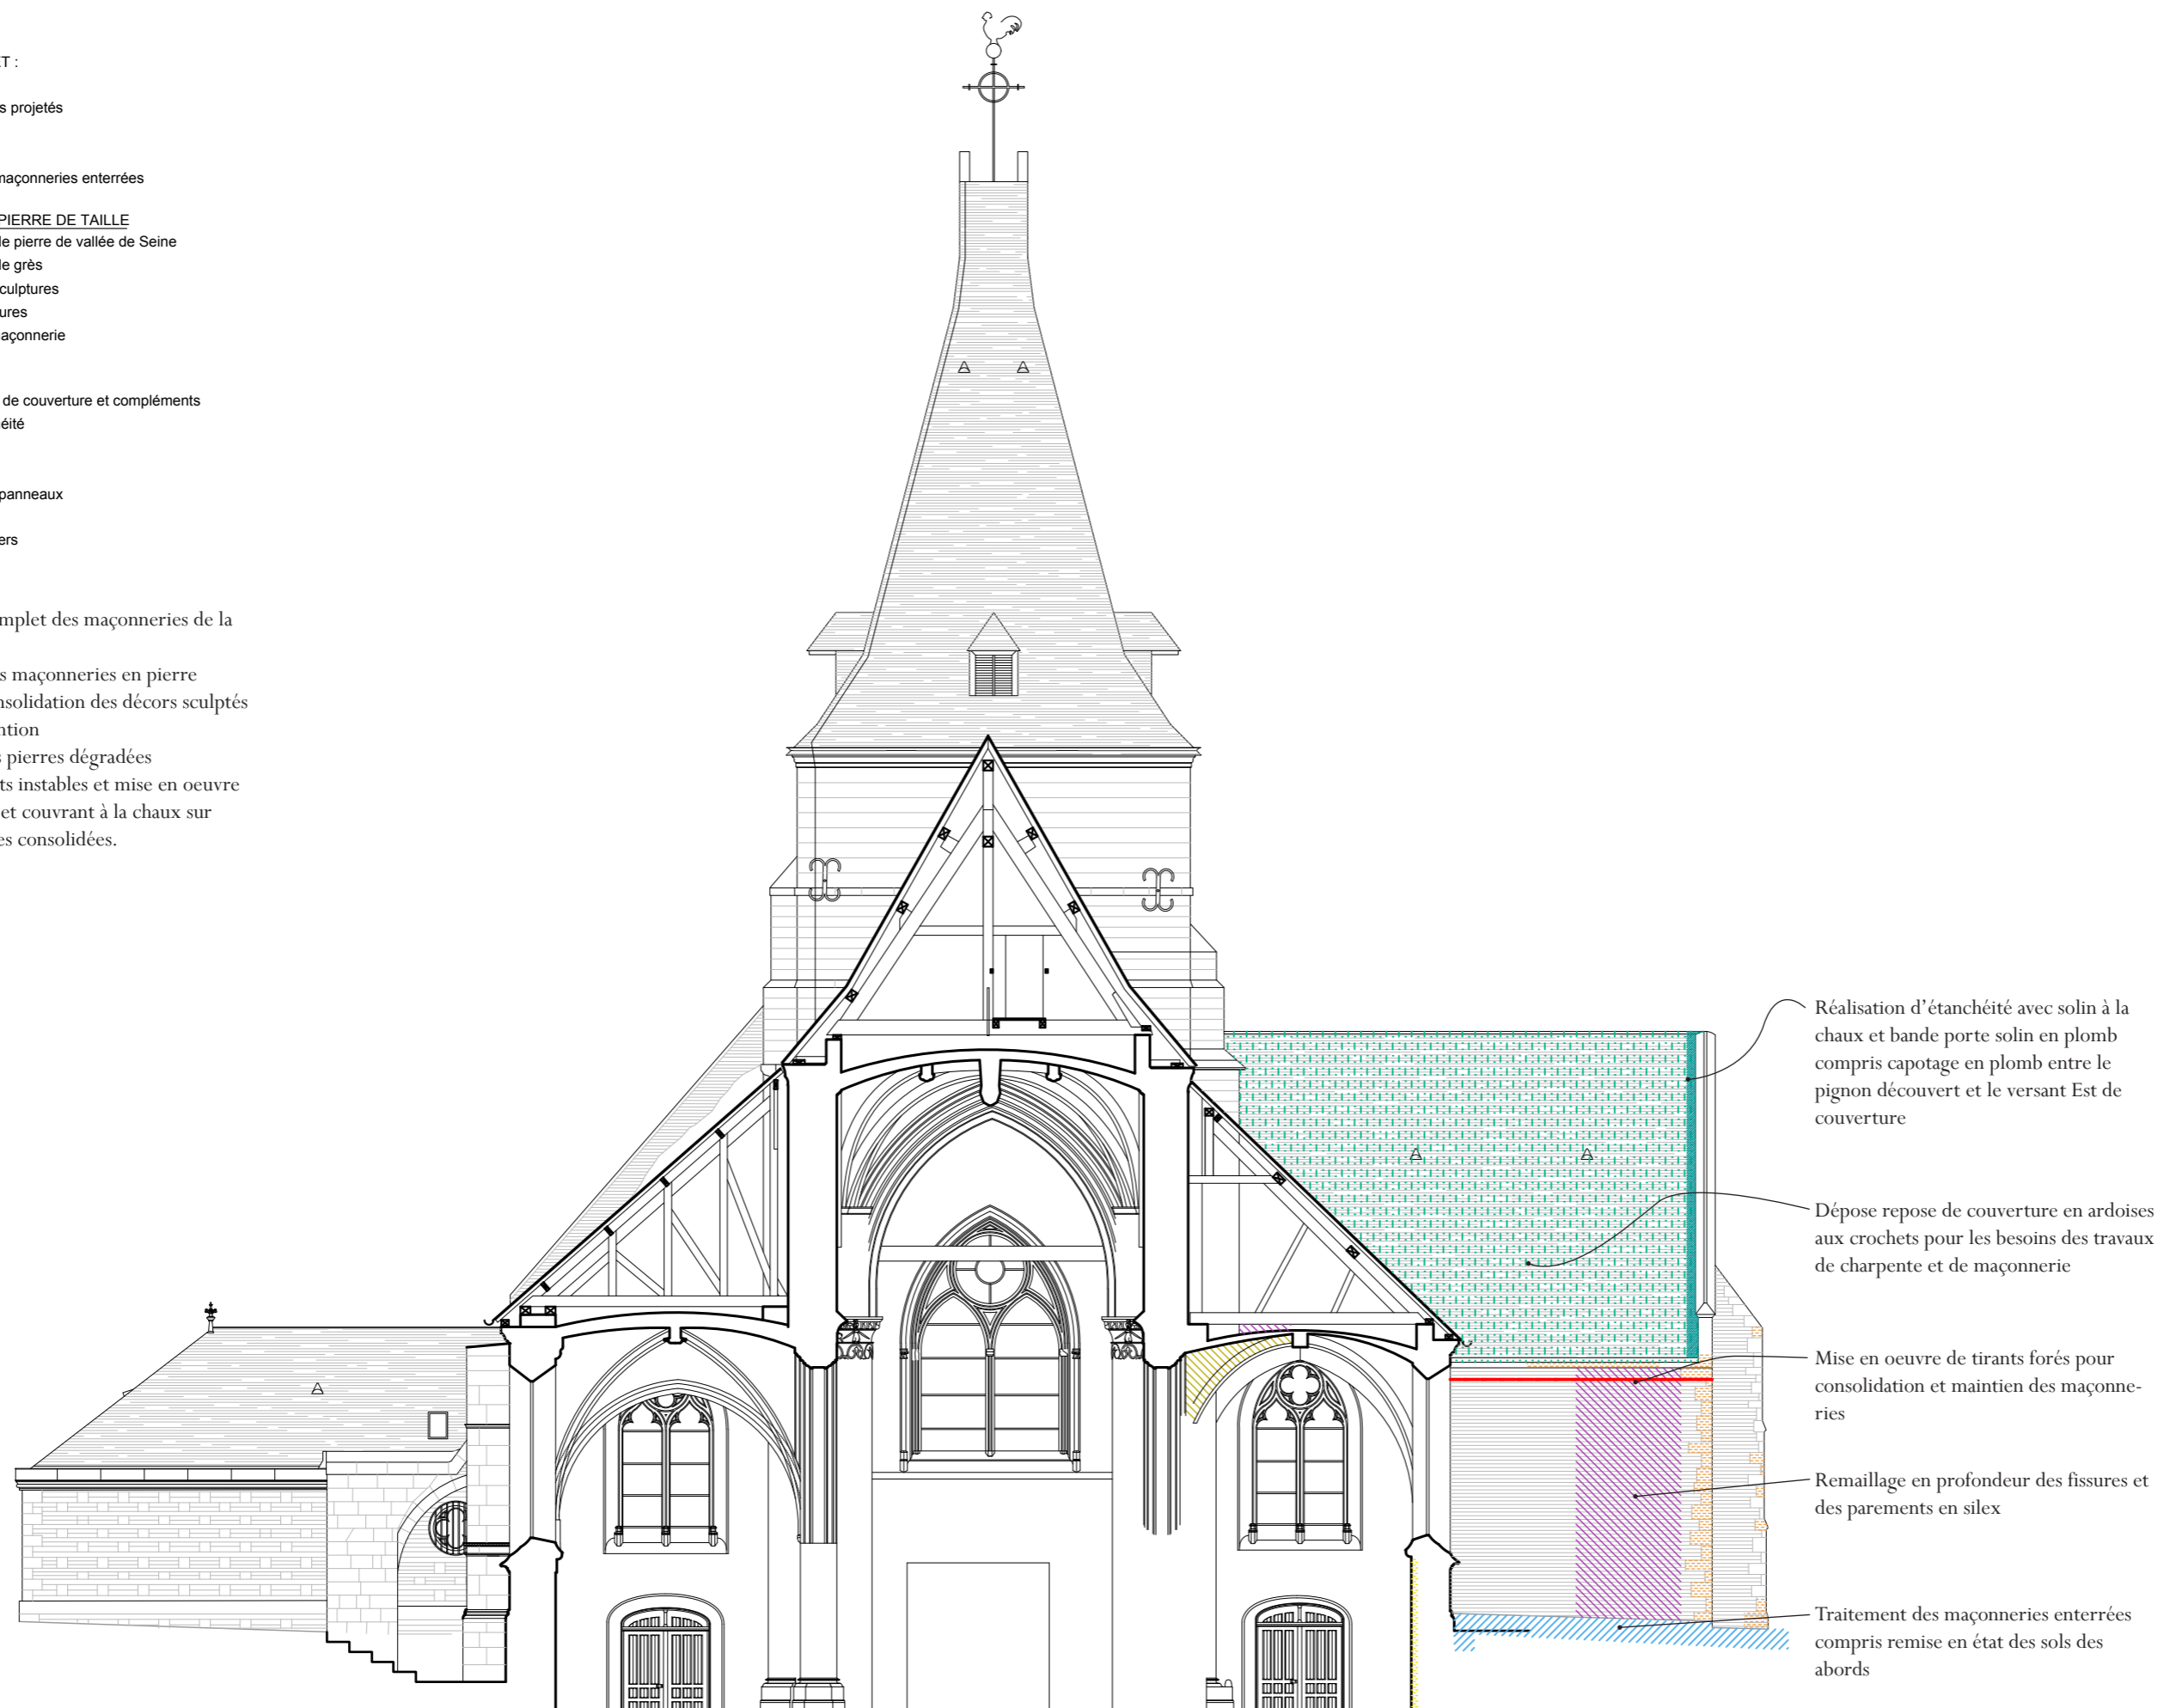 ET :
s projetés
maçonneries enterrées
PIERRE DE TAILLE
le pierre de vallée de Seine
le grès
culptures
ures
açonnerie
de couverture et compléments
éité
panneaux
ers
mplet des maçonneries de la
s maçonneries en pierre
nsolidation des décors sculptés
ntion
s pierres dégradées
ts instables et mise en oeuvre
et couvrant à la chaux sur
es consolidées.
Réalisation d’étanchéité avec solin à la
chaux et bande porte solin en plomb
compris capotage en plomb entre le
pignon découvert et le versant Est de
couverture
Dépose repose de couverture en ardoises
aux crochets pour les besoins des travaux
de charpente et de maçonnerie
Mise en oeuvre de tirants forés pour
consolidation et maintien des maçonne-
ries
Remaillage en profondeur des fissures et
des parements en silex
Traitement des maçonneries enterrées
compris remise en état des sols des
abords